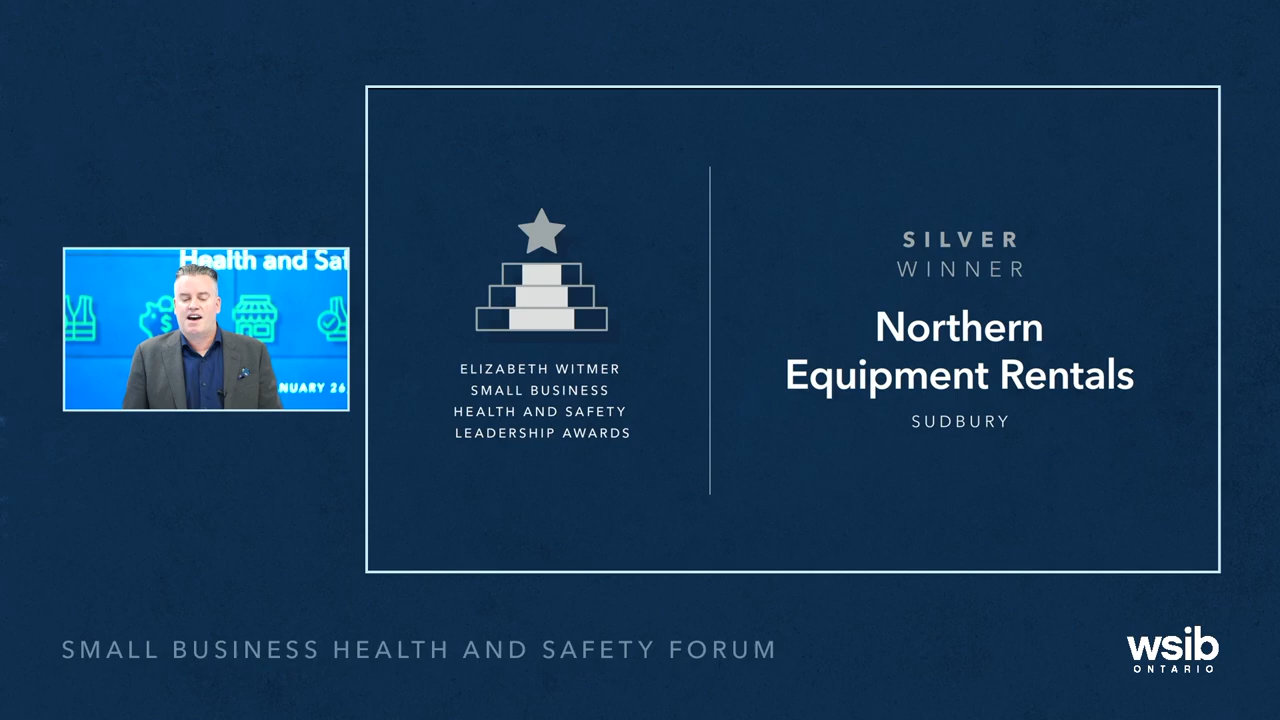 Health and Saf
NUARY 26
ELIZABETH WITMER
SMALL BUSINESS
HEALTH AND SAFETY
LEADERSHIP AWARDS
SILVER
WINNER
Northern
Equipment Rentals
SUDBURY
SMALL BUSINESS HEALTH AND SAFETY FORUM
wsib
ONTARIO